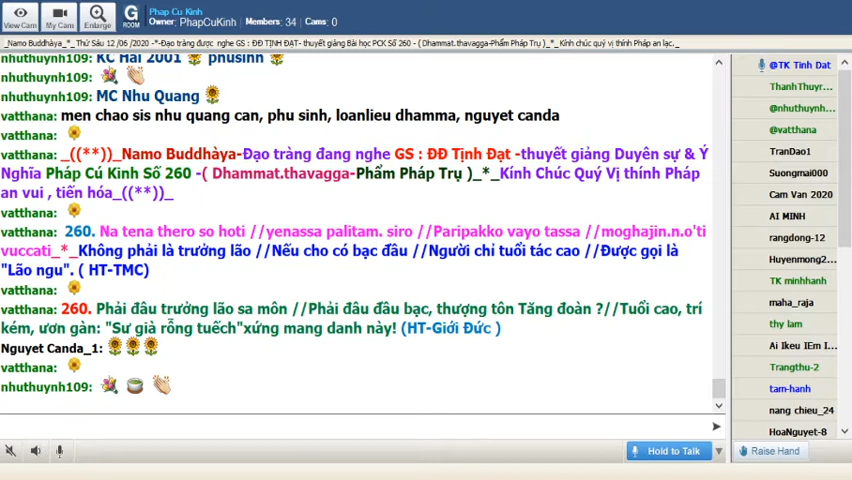 Phap Cu Kinh
Owner: PhapCuKinh Members: 34 Cams: 0
View Cam
My Cam
Enlarge
G
ROOM
_Namo Buddhàya_*_ Thứ Sáu 12 /06 /2020 -*-Đạo tràng được nghe GS : ĐĐ TỊNH ĐẠT- thuyết giảng Bài học PCK Số 260 - ( Dhammat.thavagga-Phẩm Pháp Trụ )_*_ Kính chúc quý vị thính Pháp an lạc._
nhuthuynh109: KC Hai 2001 phusinh
nhuthuynh109:
nhuthuynh109: MC Nhu Quang
vatthana: men chao sis nhu quang can, phu sinh, loanlieu dhamma, nguyet canda
vatthana:
vatthana: _((**))_Namo Buddhàya-Đạo tràng đang nghe GS : ĐĐ Tịnh Đạt -thuyết giảng Duyên sự & Ý
Nghĩa Pháp Cú Kinh Số 260 -( Dhammat.thavagga-Phẩm Pháp Trụ )_*_Kính Chúc Quý Vị thính Pháp
an vui , tiến hóa_((**))_
vatthana:
vatthana: 260. Na tena thero so hoti //yenassa palitam. siro //Paripakko vayo tassa //moghajin.n.o'ti
vuccati_*_Không phải là trưởng lão //Nếu cho có bạc đầu //Người chỉ tuổi tác cao //Được gọi là
"Lão ngu". ( HT-TMC)
vatthana:
vatthana: 260. Phải đâu trưởng lão sa môn //Phải đâu đầu bạc, thượng tôn Tăng đoàn ?//Tuổi cao, trí
kém, ươn gàn: "Sư già rỗng tuếch"xứng mang danh này! (HT-Giới Đức )
Nguyet Canda_1:
vatthana:
nhuthuynh109:
@TK Tinh Dat
ThanhThuyr...
@nhuthuynh...
@vatthana
TranDao1
Suongmai000
Cam Van 2020
AI MINH
rangdong-12
Huyenmong2...
TK minhhanh
maha_raja
thy lam
Ai Ikeu IEm I...
Trangthu-2
tam-hanh
nang chieu_24
HoaNguyet-8
Hold to Talk
Raise Hand